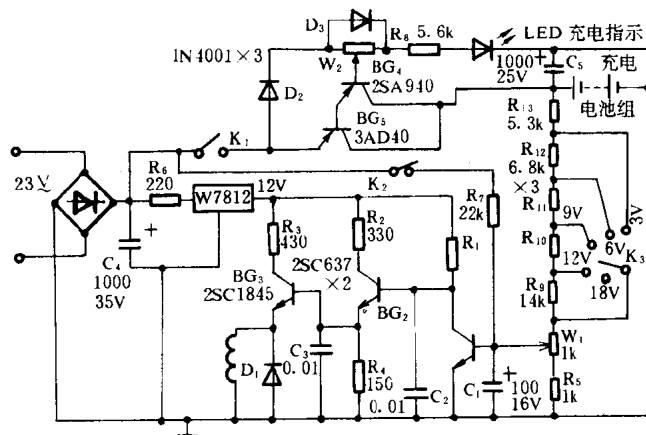 D₃
R₈ 5.6k
LED 充电指示
1N4001×3
W₂
BG₄
2SA940
1000+
25V
C₅
充电
电池组
D₂
BG₅
3AD40
R₁₃
5.3k
K₁
R₁₂
6.8k
×3
23V
R₆
220
W7812
12V
K₂
R₇
22k
R₁₁
9V
6V
3V
R₃
430
R₂
330
R₁
R₁₀
12V
K₃
C₄
1000
35V
+
BG₃
2SC1845
2SC637
×2
BG₂
R₉
14k
18V
D₁
C₃
0.01
R₄
150
0.01
C₂
C₁
+
100
16V
W₁
1k
R₅
1k